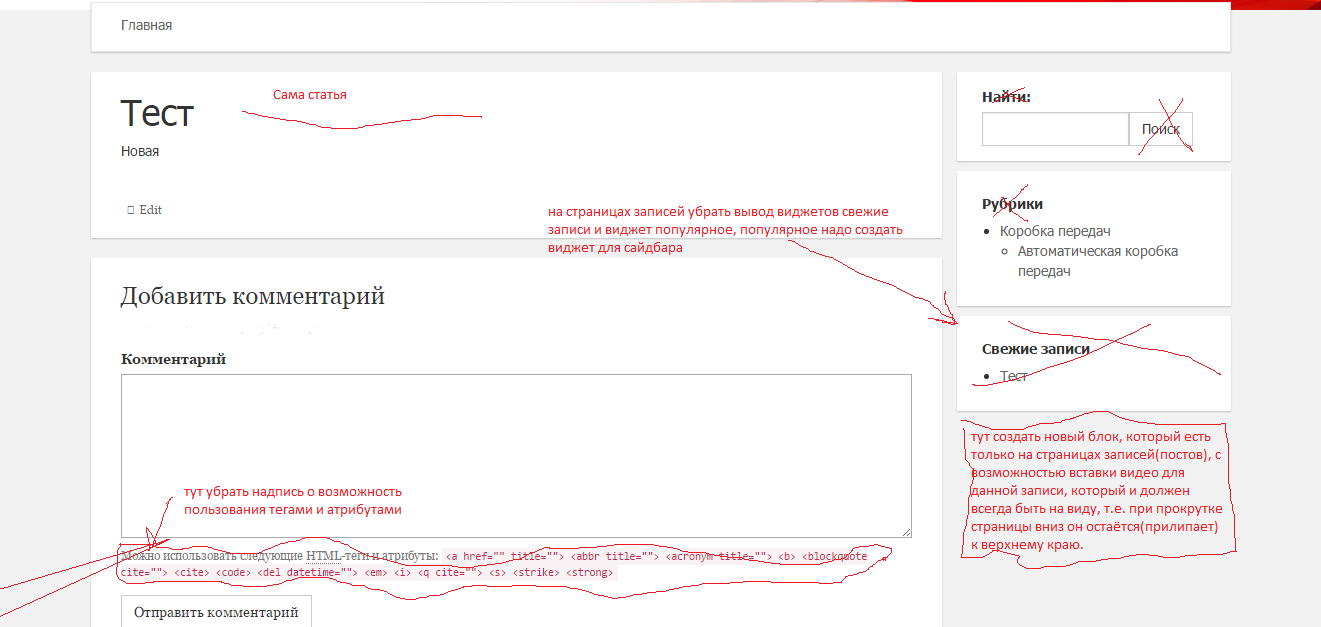 Главная
Тест
Сама статья
Новая
Edit
на страницах записей убрать вывод виджетов свежие
записи и виджет популярное, популярное надо создать
виджет для сайдбара
Добавить комментарий
Комментарий
тут убрать надпись о возможность
пользования тегами и атрибутами
Можно использовать следующие HTML-теги и атрибуты: <a href="" title=""> <abbr title=""> <acronym title=""> <b> <blockquote
cite=""> <cite> <code> <del datetime=""> <em> <i> <q cite=""> <s> <strike> <strong>
Отправить комментарий
Найти:
Поиск
Рубрики
Коробка передач
Автоматическая коробка
передач
Свежие записи
Тест
тут создать новый блок, который есть
только на страницах записей(постов), с
возможностью вставки видео для
данной записи, который и должен
всегда быть на виду, т.е. при прокрутке
страницы вниз он остаётся(прилипает)
к верхнему краю.